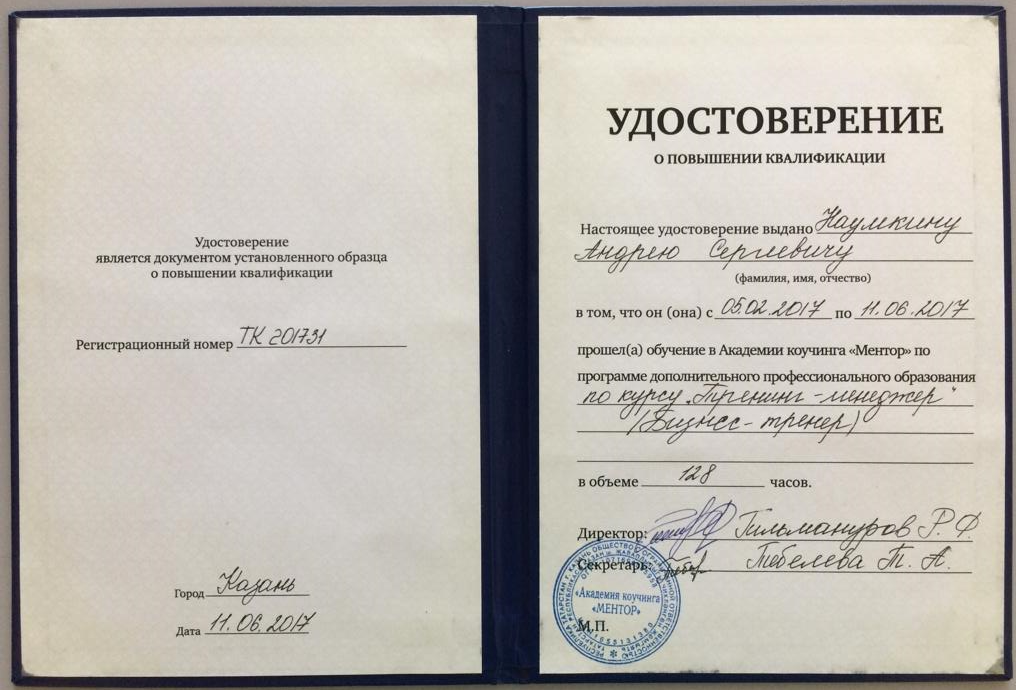 Удостоверение
является документом установленного образца
о повышении квалификации
Регистрационный номер ТК 201731
Город Казань
Дата 11.06.2017
УДОСТОВЕРЕНИЕ
О ПОВЫШЕНИИ КВАЛИФИКАЦИИ
Настоящее удостоверение выдано Наумкину
Андрею Сергеевичу
(фамилия, имя, отчество)
в том, что он (она) с 05.02.2017 по 11.06.2017
прошел(а) обучение в Академии коучинга «Ментор» по
программе дополнительного профессионального образования
по курсу „Тренинг-менеджер"
(Бизнес-тренер)
в объеме 128 часов.
Директор: Гильмануров Р. Ф.
Секретарь: Тебелева Т. А.
«Академия коучинга
«МЕНТОР»
М.П.